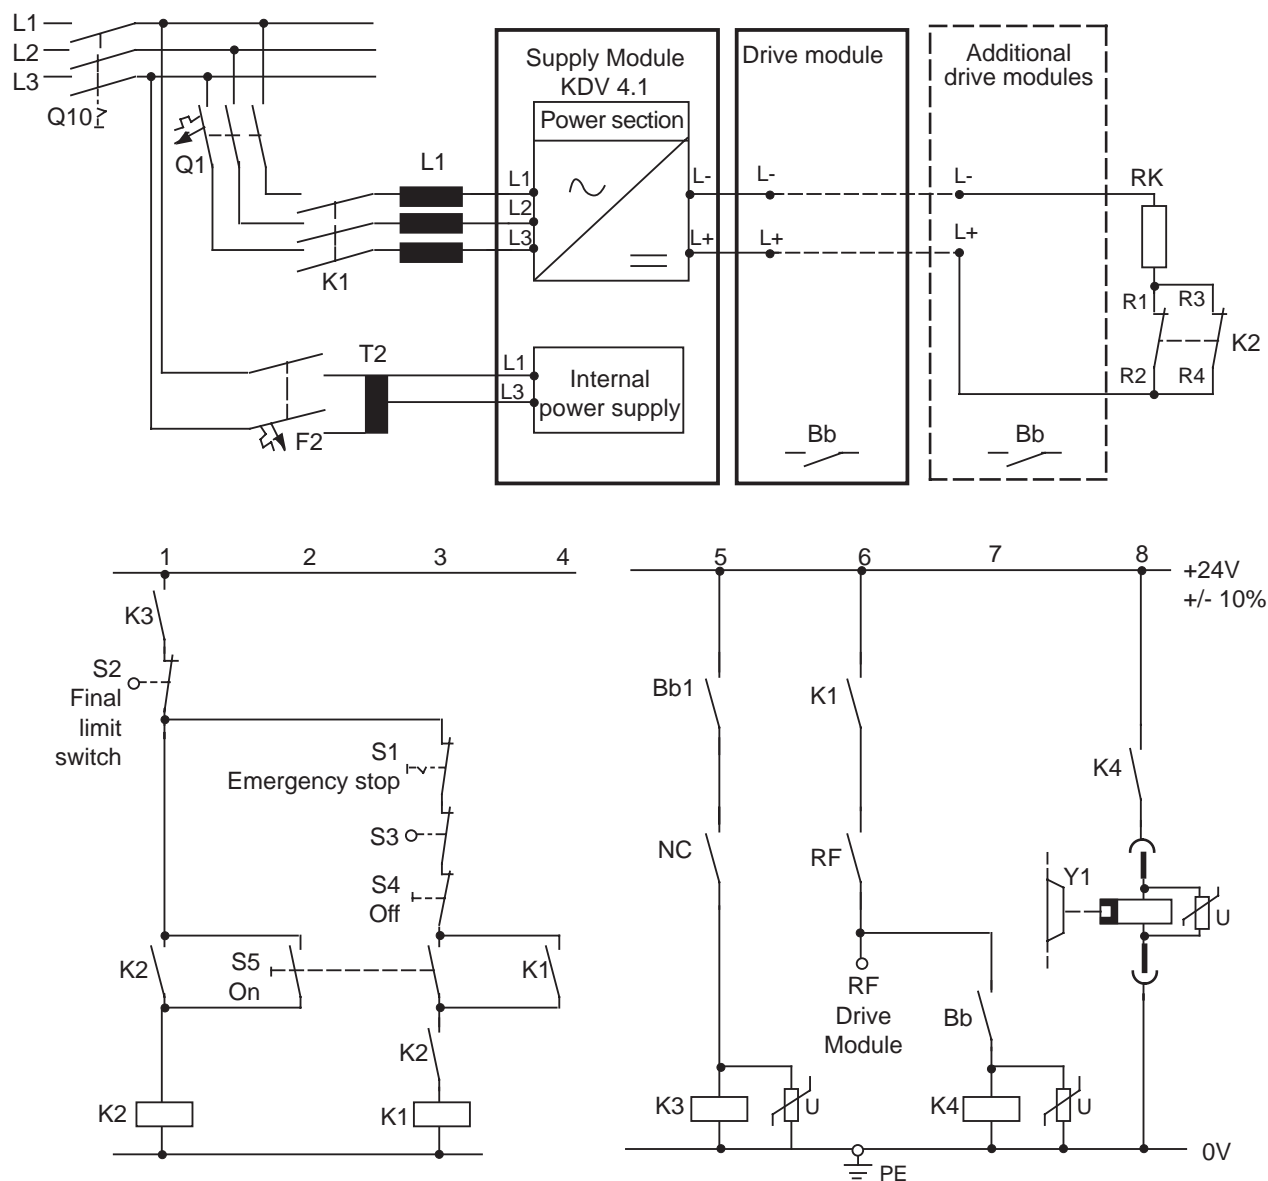 L1
L2
L3
Q10
Q1
K1
L1
T2
F2
Supply Module
KDV 4.1
Power section
L1
L2
L3
L-
L+
L1
L3
Internal
power supply
Drive module
L-
L+
Bb
Additional
drive modules
L-
L+
Bb
RK
R1
R3
K2
R2
R4
1
2
3
4
K3
S2
Final
limit
switch
S1
Emergency stop
S3
S4
Off
K2
S5
On
K1
K2
K2
K1
5
6
7
8
+24V
+/- 10%
Bb1
K1
K4
NC
RF
Y1
U
RF
Drive
Module
Bb
K3
U
K4
U
0V
PE